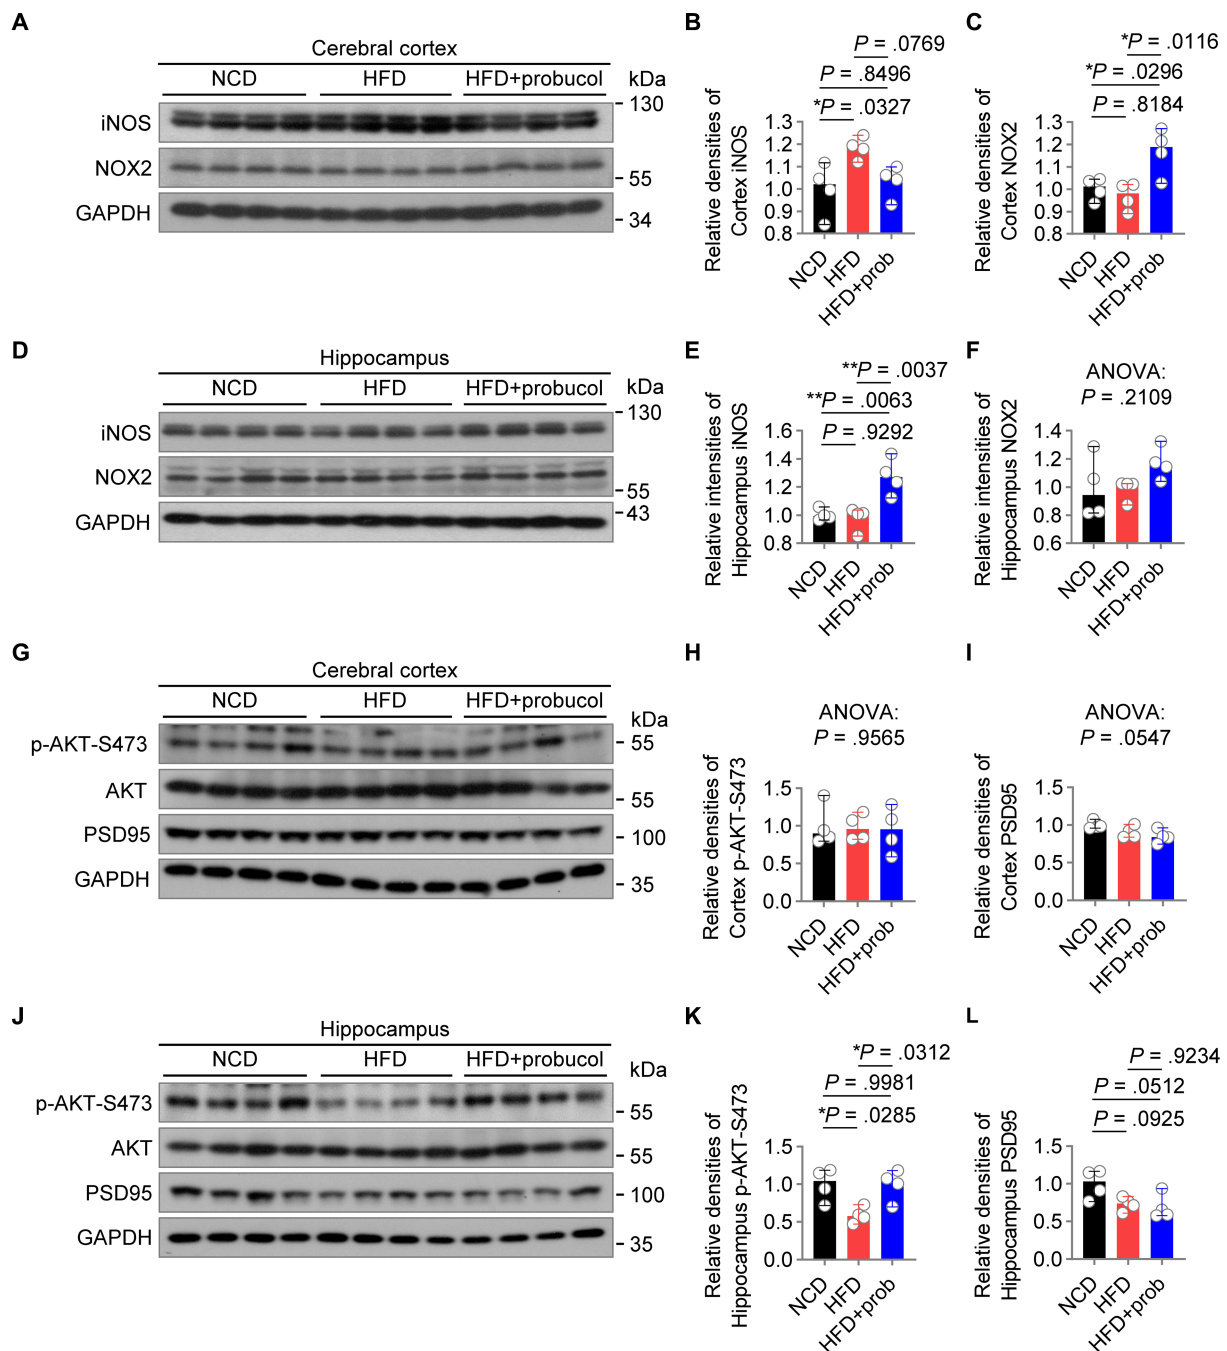 A
Cerebral cortex
NCD HFD HFD+probucol
kDa
iNOS
130
NOX2
55
GAPDH
34
B
P = .0769
P = .8496
*P = .0327
Relative densities of
Cortex iNOS
1.3
1.2
1.1
1.0
0.9
0.8
NCD
HFD
HFD+prob
C
*P = .0116
*P = .0296
P = .8184
Relative densities of
Cortex NOX2
1.3
1.2
1.1
1.0
0.9
0.8
NCD
HFD
HFD+prob
D
Hippocampus
NCD HFD HFD+probucol
kDa
130
iNOS
NOX2
55
43
GAPDH
E
**P = .0037
**P = .0063
P = .9292
Relative intensities of
Hippocampus iNOS
1.6
1.4
1.2
1.0
0.8
NCD
HFD
HFD+prob
F
ANOVA:
P = .2109
Relative intensities of
Hippocampus NOX2
1.4
1.2
1.0
0.8
0.6
NCD
HFD
HFD+prob
G
Cerebral cortex
NCD HFD HFD+probucol
kDa
p-AKT-S473
55
AKT
55
PSD95
100
GAPDH
35
H
ANOVA:
P = .9565
Relative densities of
Cortex p-AKT-S473
1.5
1.0
0.5
0.0
NCD
HFD
HFD+prob
I
ANOVA:
P = .0547
Relative densities of
Cortex PSD95
1.5
1.0
0.5
0.0
NCD
HFD
HFD+prob
J
Hippocampus
NCD HFD HFD+probucol
kDa
p-AKT-S473
55
AKT
55
PSD95
100
GAPDH
35
K
*P = .0312
P = .9981
*P = .0285
Relative densities of
Hippocampus p-AKT-S473
1.5
1.0
0.5
0.0
NCD
HFD
HFD+prob
L
P = .9234
P = .0512
P = .0925
Relative densities of
Hippocampus PSD95
1.5
1.0
0.5
0.0
NCD
HFD
HFD+prob